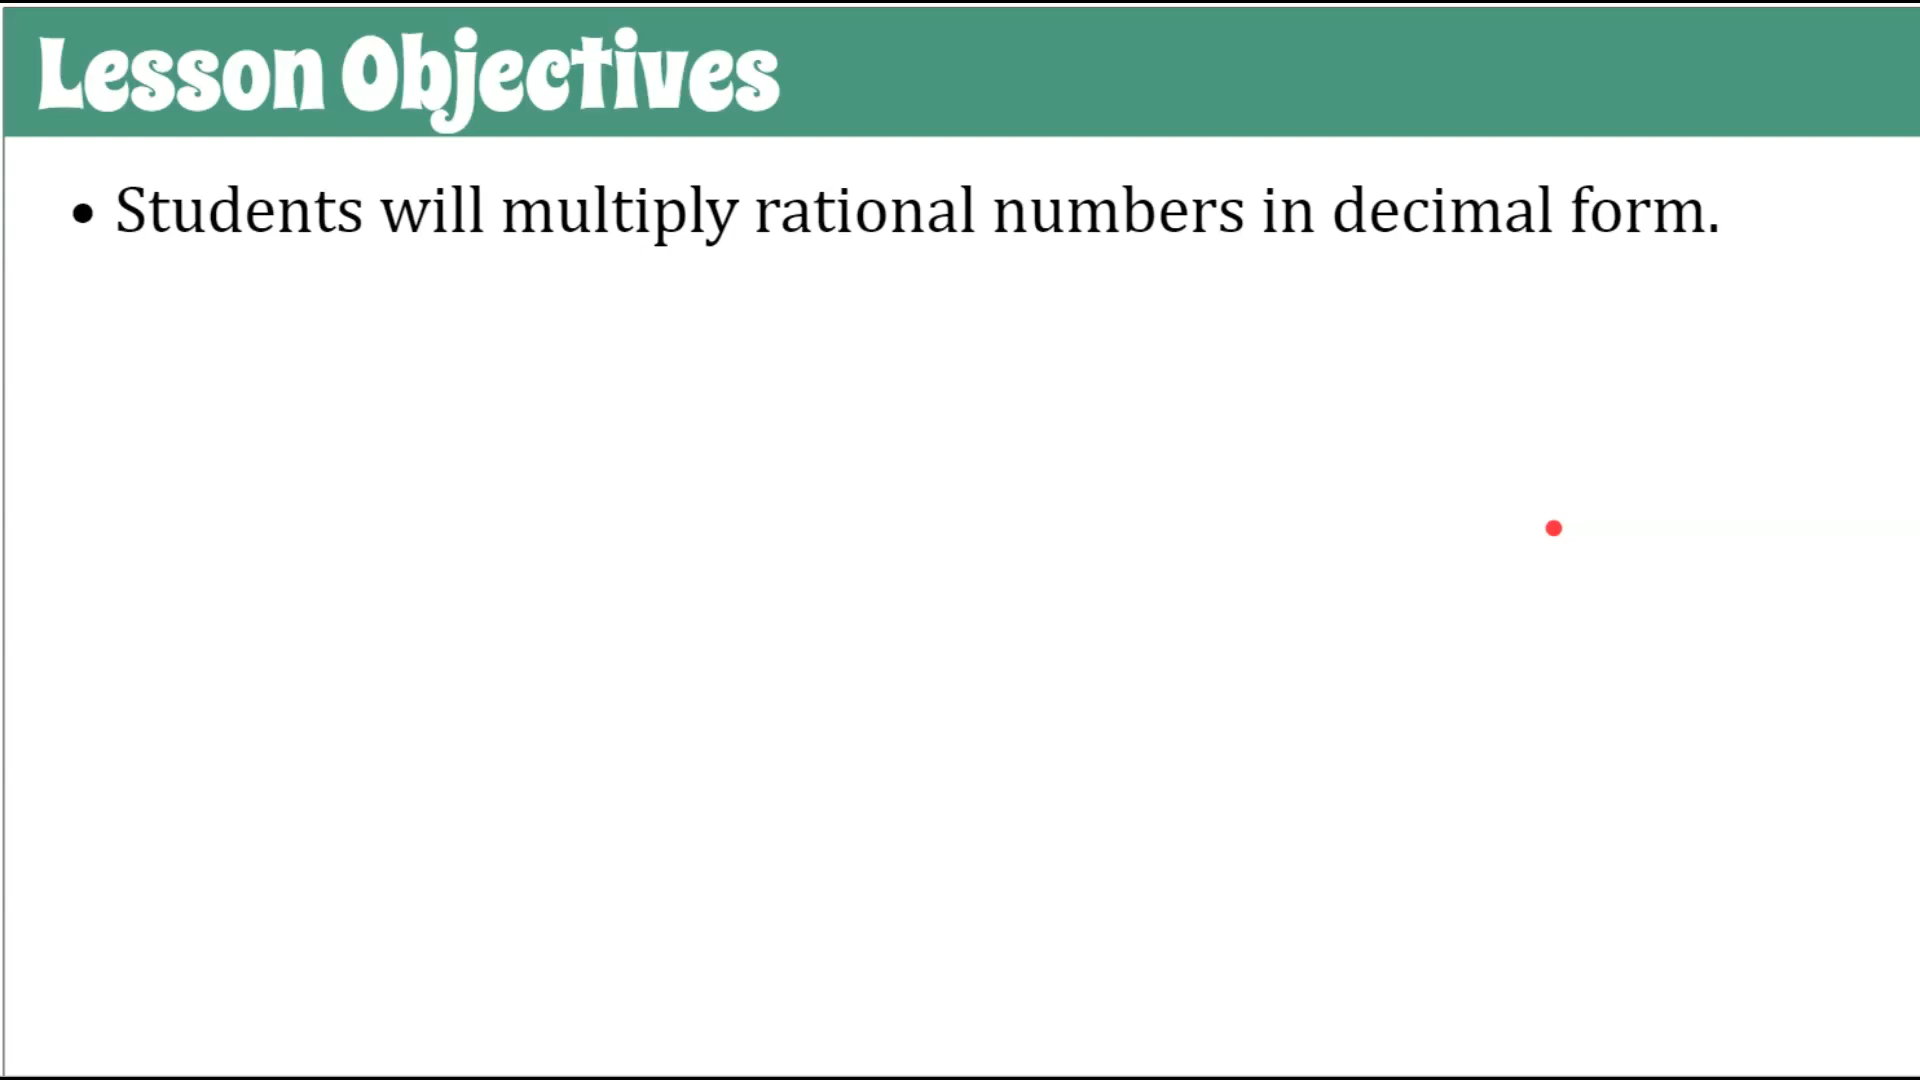 Lesson Objectives
• Students will multiply rational numbers in decimal form.